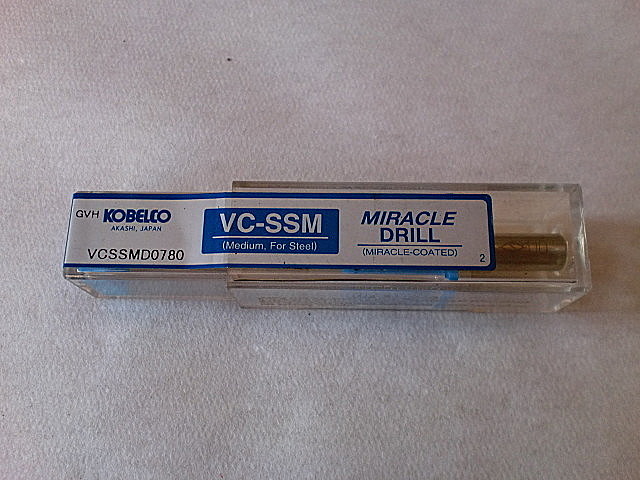 GVH KOBELCO
AKASHI, JAPAN
VCSSMD0780
VC-SSM
(Medium, For Steel)
MIRACLE
DRILL
(MIRACLE-COATED)
2